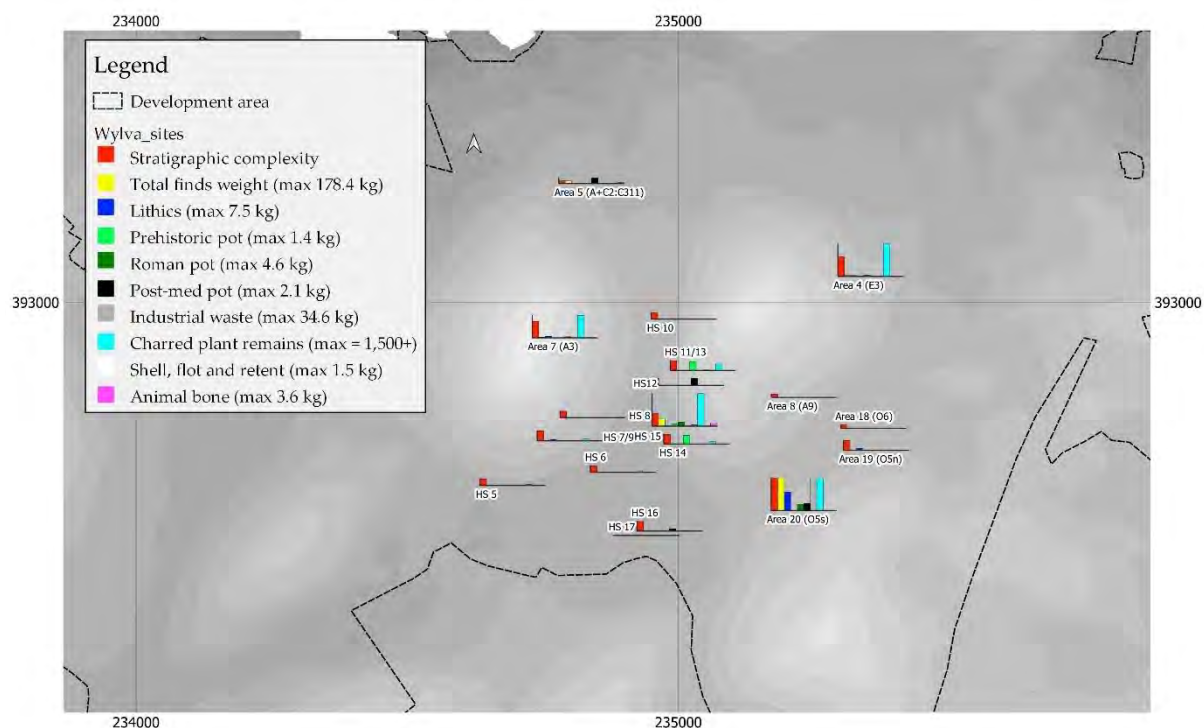 234000
235000
Legend
Development area
Wylva_sites
Stratigraphic complexity
Total finds weight (max 178.4 kg)
Lithics (max 7.5 kg)
Prehistoric pot (max 1.4 kg)
Roman pot (max 4.6 kg)
Post-med pot (max 2.1 kg)
Industrial waste (max 34.6 kg)
Charred plant remains (max = 1,500+)
Shell, flot and retent (max 1.5 kg)
Animal bone (max 3.6 kg)
Area 5 (A+C2:C311)
Area 4 (E3)
393000
393000
HS 10
Area 7 (A3)
HS 11/13
HS12
Area 8 (A9)
HS 8
Area 18 (O6)
HS 7/9
HS 15
HS 14
Area 19 (O5n)
HS 6
HS 5
HS 16
Area 20 (O5s)
HS 17
234000
235000